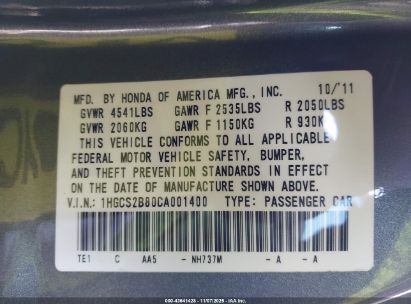 MFD. BY HONDA OF AMERICA MFG., INC. 10/'11
GVWR 4541LBS GAWR F 2535LBS R 2050LBS
GVWR 2060KG GAWR F 1150KG R 930KG
THIS VEHICLE CONFORMS TO ALL APPLICABLE
FEDERAL MOTOR VEHICLE SAFETY, BUMPER,
AND THEFT PREVENTION STANDARDS IN EFFECT
ON THE DATE OF MANUFACTURE SHOWN ABOVE.
V.I.N.: 1HGCS2B80CA001400 TYPE: PASSENGER CAR
TE1 C AA5 - NH737M - A - A